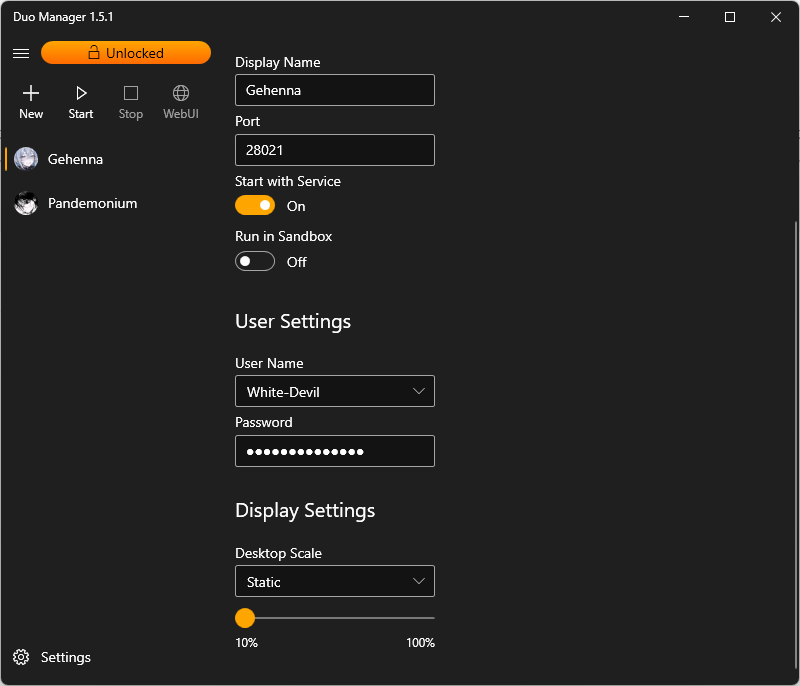 Duo Manager 1.5.1
Unlocked
New Start Stop WebUI
Gehenna
Pandemonium
Settings
Display Name
Gehenna
Port
28021
Start with Service
On
Run in Sandbox
Off
User Settings
User Name
White-Devil
Password
●●●●●●●●●●●●●●
Display Settings
Desktop Scale
Static
10% 100%